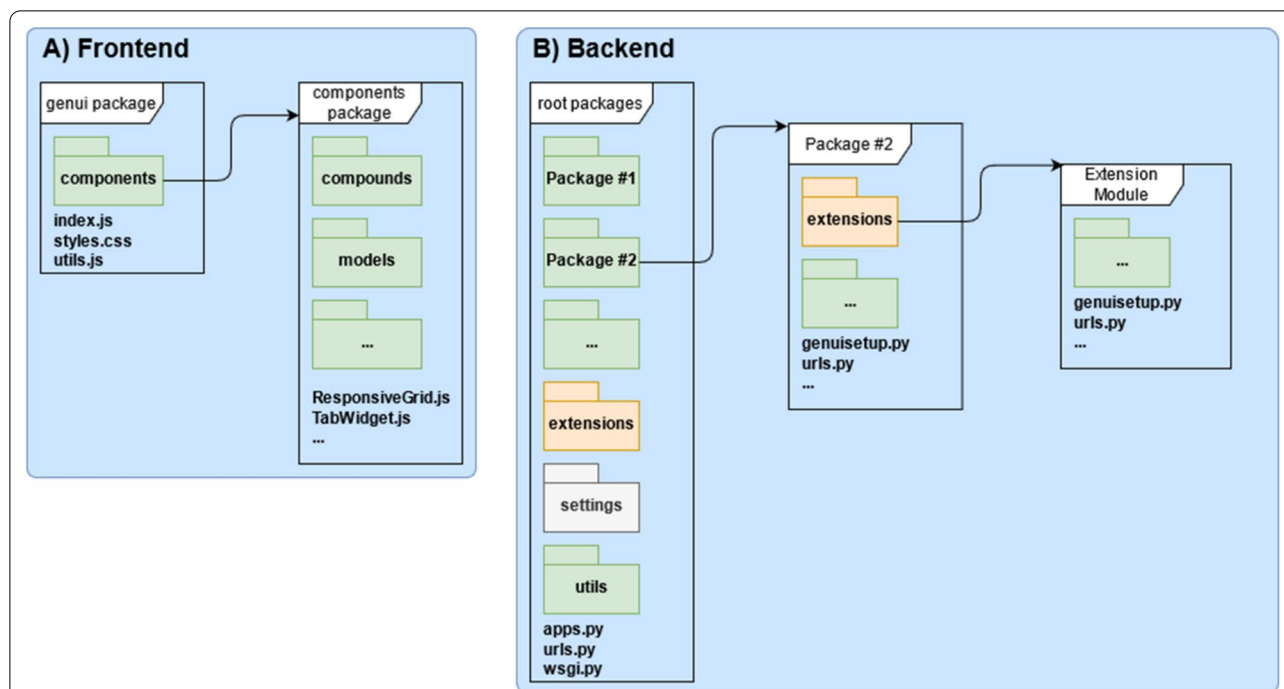 A) Frontend
genui package
components
index.js
styles.css
utils.js
components
package
compounds
models
...
ResponsiveGrid.js
TabWidget.js
...
B) Backend
root packages
Package #1
Package #2
...
extensions
settings
utils
apps.py
urls.py
wsgi.py
Package #2
extensions
...
genuisetup.py
urls.py
...
Extension
Module
...
genuisetup.py
urls.py
...